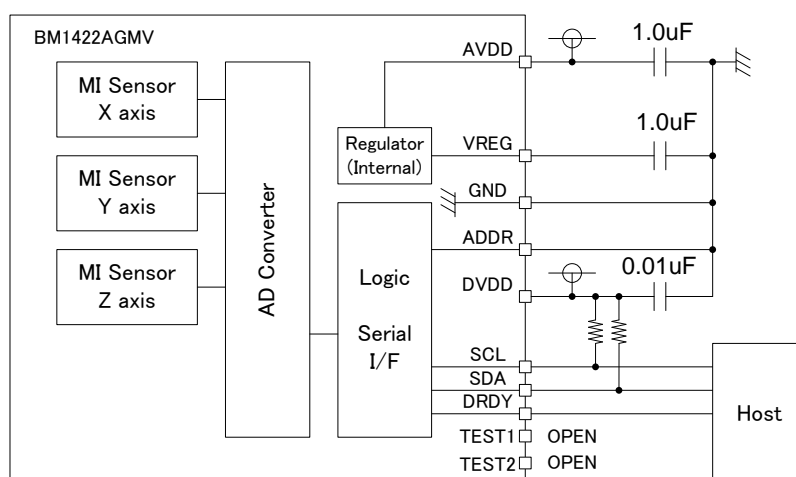 BM1422AGMV
MI Sensor
X axis
MI Sensor
Y axis
MI Sensor
Z axis
AD Converter
Regulator
(Internal)
Logic
Serial
I/F
AVDD
VREG
GND
ADDR
DVDD
SCL
SDA
DRDY
TEST1
TEST2
1.0uF
1.0uF
0.01uF
OPEN
OPEN
Host